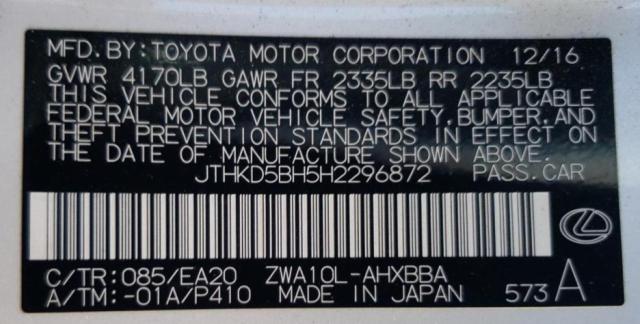 MFD.BY:TOYOTA MOTOR CORPORATION 12/16
GVWR 4170LB GAWR FR 2335LB RR 2235LB
THIS VEHICLE CONFORMS TO ALL APPLICABLE
FEDERAL MOTOR VEHICLE SAFETY,BUMPER,AND
THEFT PREVENTION STANDARDS IN EFFECT ON
THE DATE OF MANUFACTURE SHOWN ABOVE.
JTHKD5BH5H2296872 PASS.CAR
C/TR:085/EA20 ZWA10L-AHXBBA
A/TM:-01A/P410 MADE IN JAPAN 573 A